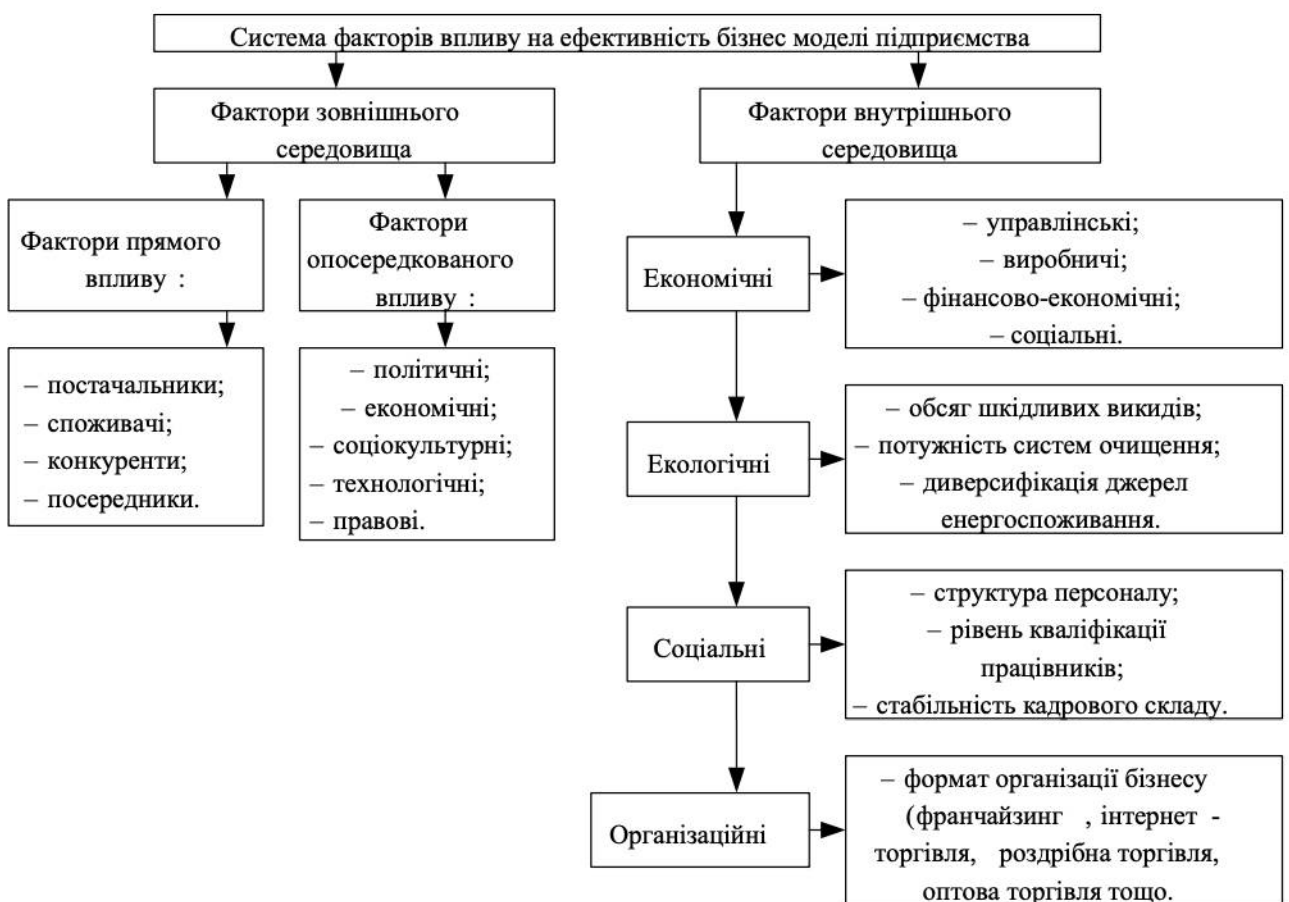 Система факторів впливу на ефективність бізнес моделі підприємства
Фактори зовнішнього
середовища
Фактори внутрішнього
середовища
Фактори прямого
впливу :
Фактори
опосередкованого
впливу :
– постачальники;
– споживачі;
– конкуренти;
– посередники.
– політичні;
– економічні;
– соціокультурні;
– технологічні;
– правові.
Економічні
– управлінські;
– виробничі;
– фінансово-економічні;
– соціальні.
Екологічні
– обсяг шкідливих викидів;
– потужність систем очищення;
– диверсифікація джерел
енергоспоживання.
Соціальні
– структура персоналу;
– рівень кваліфікації
працівників;
– стабільність кадрового складу.
Організаційні
– формат організації бізнесу
(франчайзинг , інтернет -
торгівля, роздрібна торгівля,
оптова торгівля тощо.